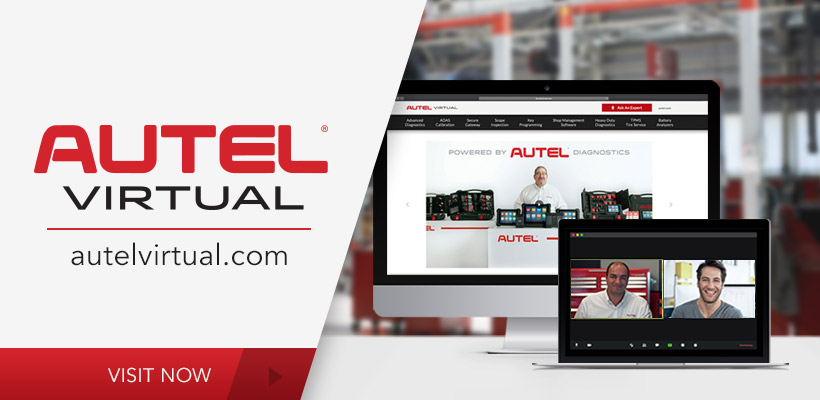 AUTEL®
VIRTUAL
autelvirtual.com
VISIT NOW
AUTEL VIRTUAL
Ask An Expert
Advanced Diagnostics
ADAS Calibration
Secure Gateway
Scope Inspection
Key Programming
Shop Management Software
Heavy Duty Diagnostics
TPMS Tire Service
Battery Analyzers
POWERED BY AUTEL DIAGNOSTICS
AUTEL